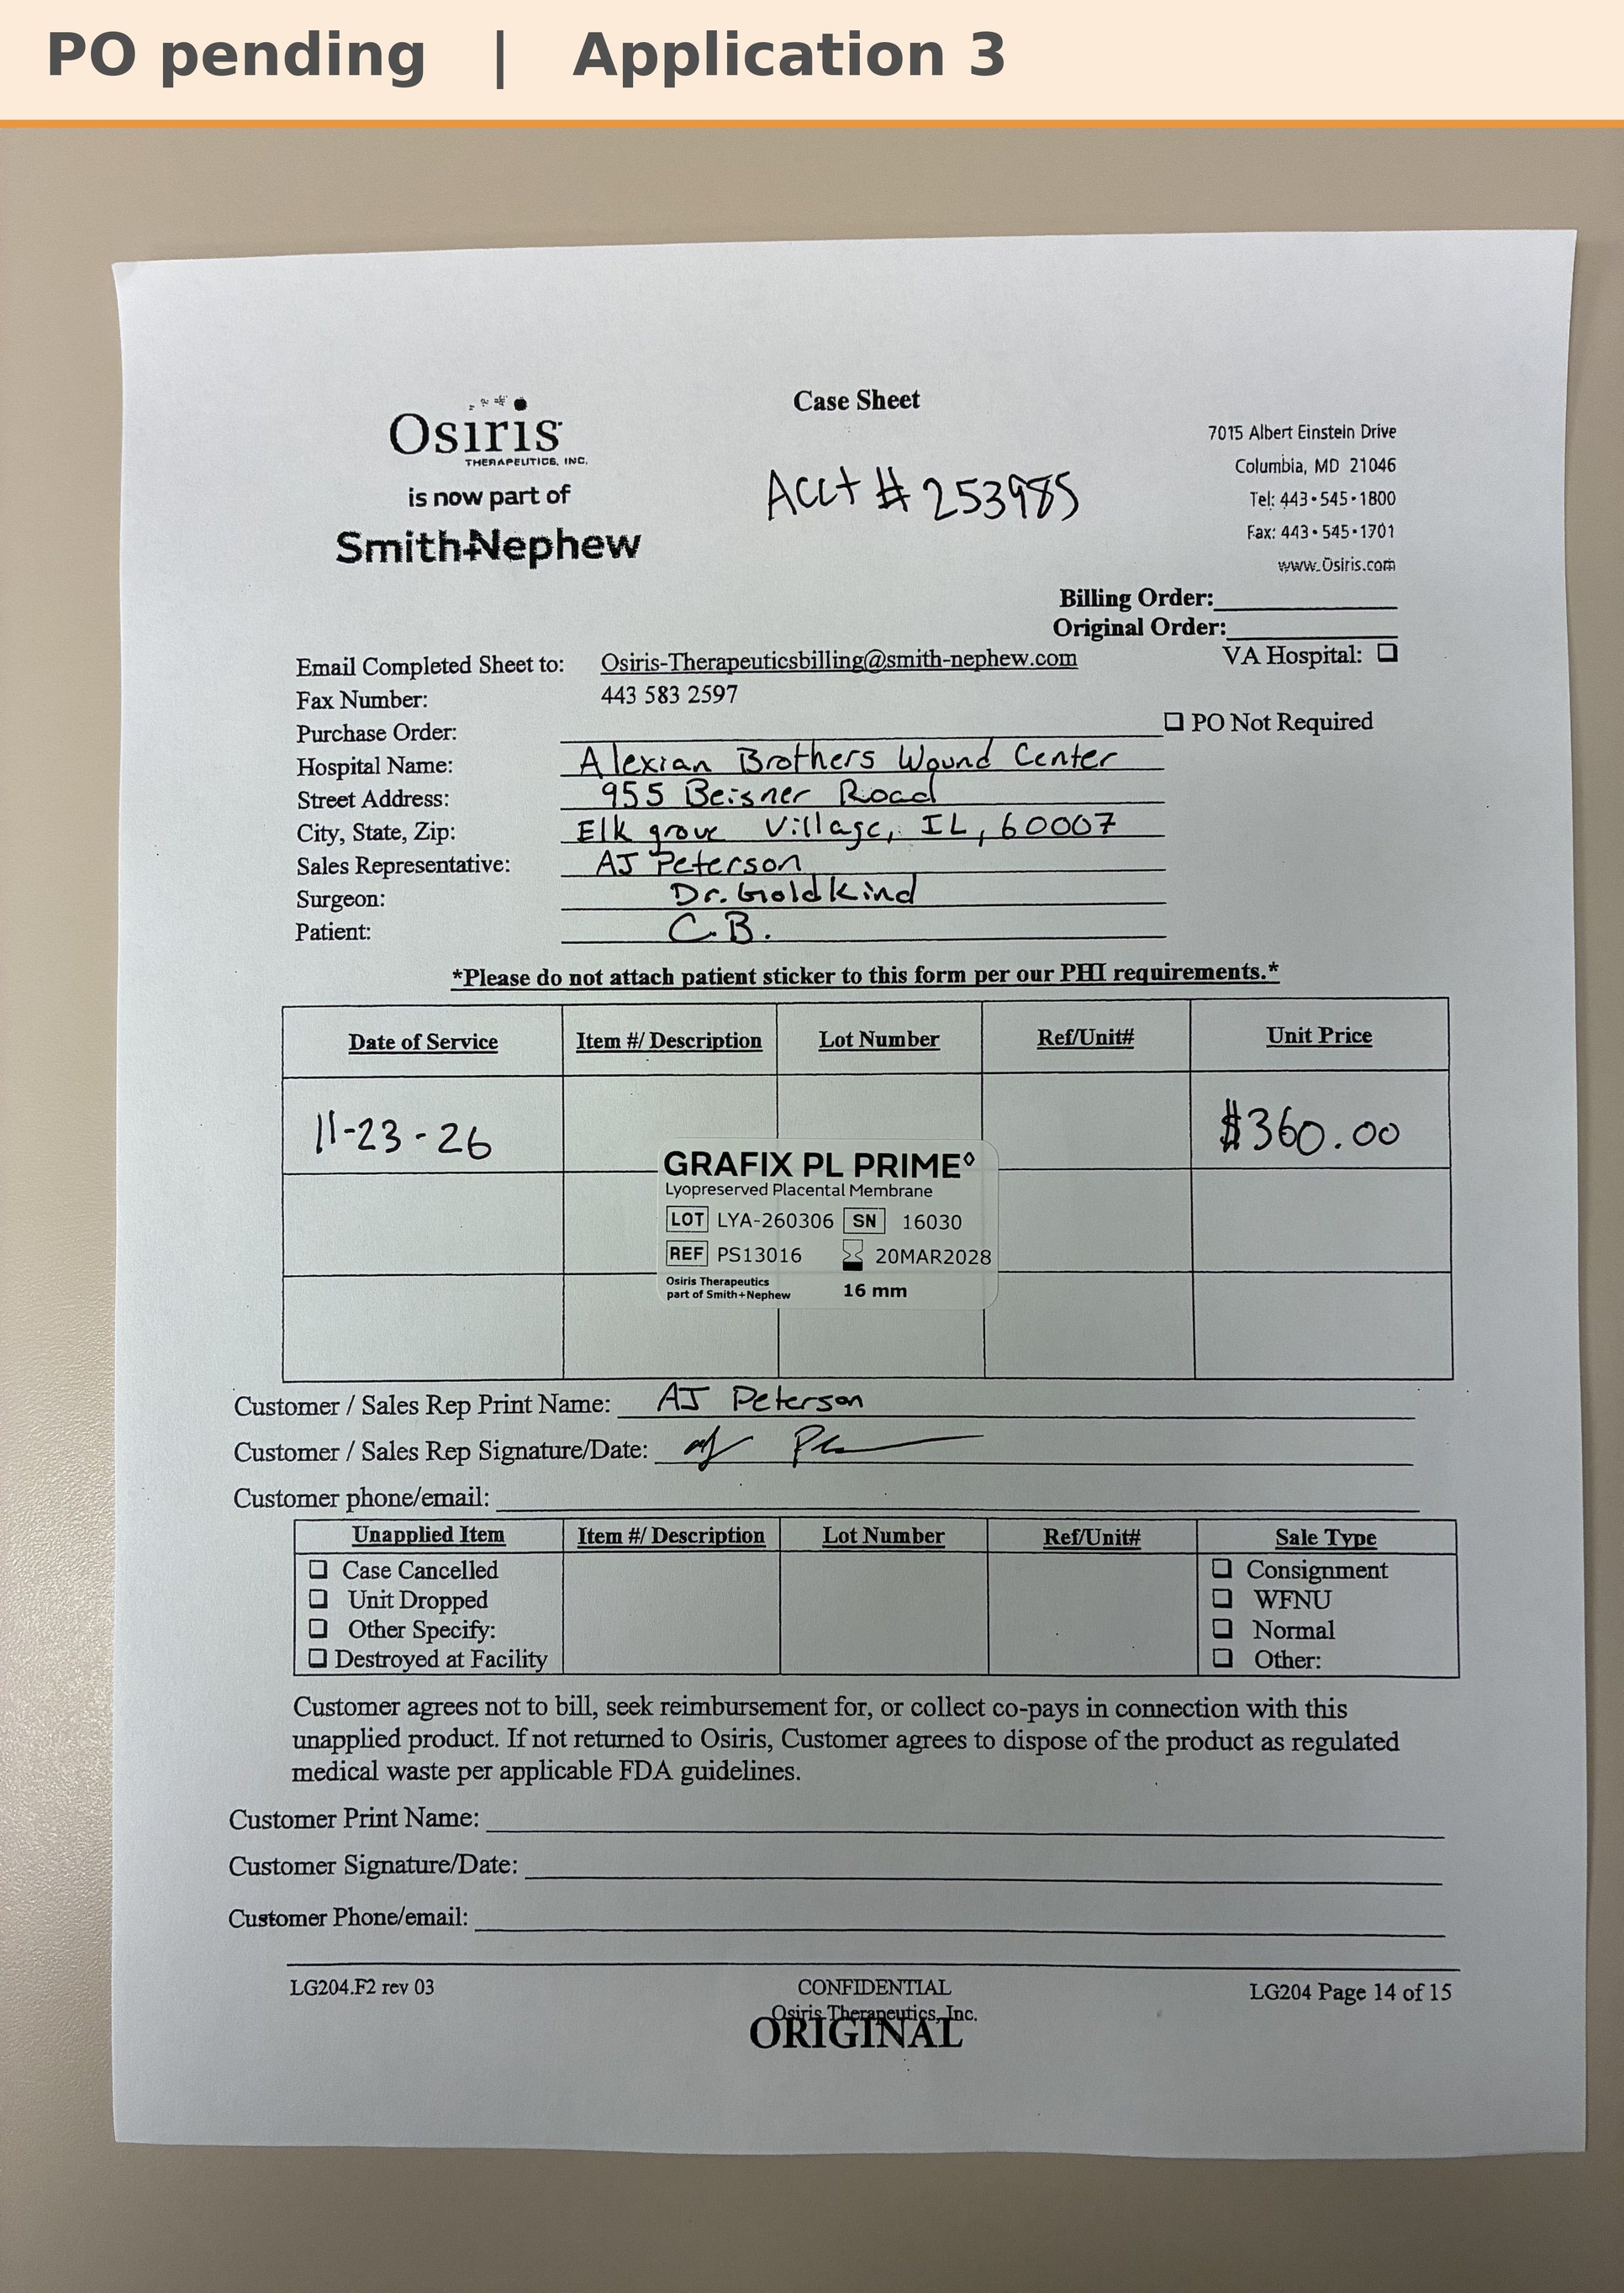 PO pending | Application 3
Case Sheet
Osiris
THERAPEUTICS, INC.
is now part of
Smith+Nephew
Acct # 253985
7015 Albert Einstein Drive
Columbia, MD 21046
Tel: 443•545•1800
Fax: 443•545•1701
www.Osiris.com
Billing Order:
Original Order:
VA Hospital: ☐
Email Completed Sheet to: Osiris-Therapeuticsbilling@smith-nephew.com
Fax Number: 443 583 2597
Purchase Order: ☐ PO Not Required
Hospital Name: Alexian Brothers Wound Center
Street Address: 955 Beisner Road
City, State, Zip: Elk grove Village, IL, 60007
Sales Representative: AJ Peterson
Surgeon: Dr. Goldkind
Patient: C.B.
*Please do not attach patient sticker to this form per our PHI requirements.*
Date of Service Item #/ Description Lot Number Ref/Unit# Unit Price
11-23-26 $360.00
GRAFIX PL PRIME◊
Lyopreserved Placental Membrane
LOT LYA-260306 SN 16030
REF PS13016 20MAR2028
Osiris Therapeutics
part of Smith+Nephew 16 mm
Customer / Sales Rep Print Name: AJ Peterson
Customer / Sales Rep Signature/Date:
Customer phone/email:
Unapplied Item Item #/ Description Lot Number Ref/Unit# Sale Type
☐ Case Cancelled ☐ Consignment
☐ Unit Dropped ☐ WFNU
☐ Other Specify: ☐ Normal
☐ Destroyed at Facility ☐ Other:
Customer agrees not to bill, seek reimbursement for, or collect co-pays in connection with this
unapplied product. If not returned to Osiris, Customer agrees to dispose of the product as regulated
medical waste per applicable FDA guidelines.
Customer Print Name:
Customer Signature/Date:
Customer Phone/email:
LG204.F2 rev 03 CONFIDENTIAL LG204 Page 14 of 15
Osiris Therapeutics, Inc.
ORIGINAL